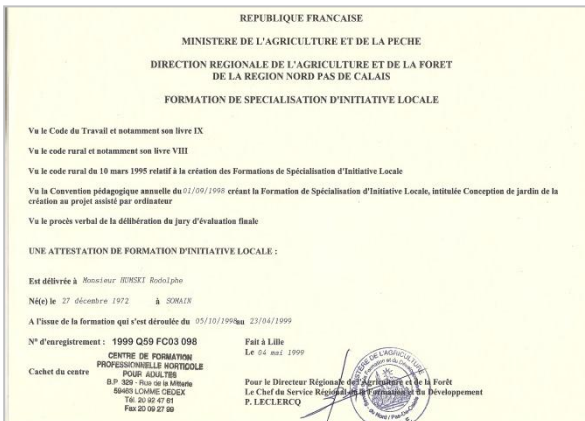 REPUBLIQUE FRANCAISE
MINISTERE DE L'AGRICULTURE ET DE LA PECHE
DIRECTION REGIONALE DE L'AGRICULTURE ET DE LA FORET
DE LA REGION NORD PAS DE CALAIS
FORMATION DE SPECIALISATION D'INITIATIVE LOCALE
Vu le Code du Travail et notamment son livre IX
Vu le code rural et notamment son livre VIII
Vu le code rural du 10 mars 1995 relatif à la création des Formations de Spécialisation d'Initiative Locale
Vu la Convention pédagogique annuelle du 01/09/1998 créant la Formation de Spécialisation d'Initiative Locale, intitulée Conception de jardin de la
création au projet assisté par ordinateur
Vu le procès verbal de la délibération du jury d'évaluation finale
UNE ATTESTATION DE FORMATION D'INITIATIVE LOCALE :
Est délivrée à Monsieur HUMSKI Rodolphe
Né(e) le 27 décembre 1972 à SOMAIN
A l'issue de la formation qui s'est déroulée du 05/10/1998 au 23/04/1999
N° d'enregistrement : 1999 Q59 FC03 098 Fait à Lille
Le 04 mai 1999
CENTRE DE FORMATION
PROFESSIONNELLE HORTICOLE
Cachet du centre POUR ADULTES
B.P. 329 - Rue de la Mitterie
59463 LOMME CEDEX
Tél. 20 92 47 61
Fax 20 09 27 99
Pour le Directeur Régional de l'Agriculture et de la Forêt
Le Chef du Service Régional de la Formation et du Développement
P. LECLERCQ